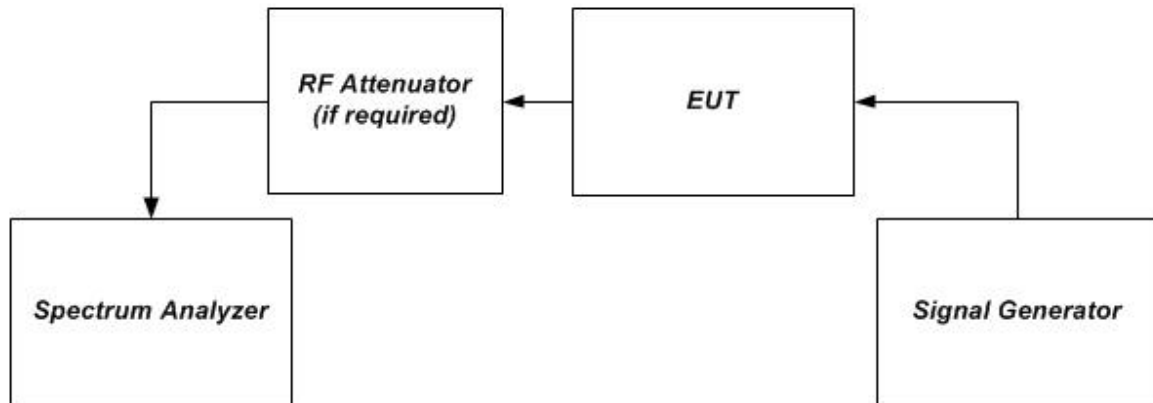 RF Attenuator
(if required)
EUT
Spectrum Analyzer
Signal Generator